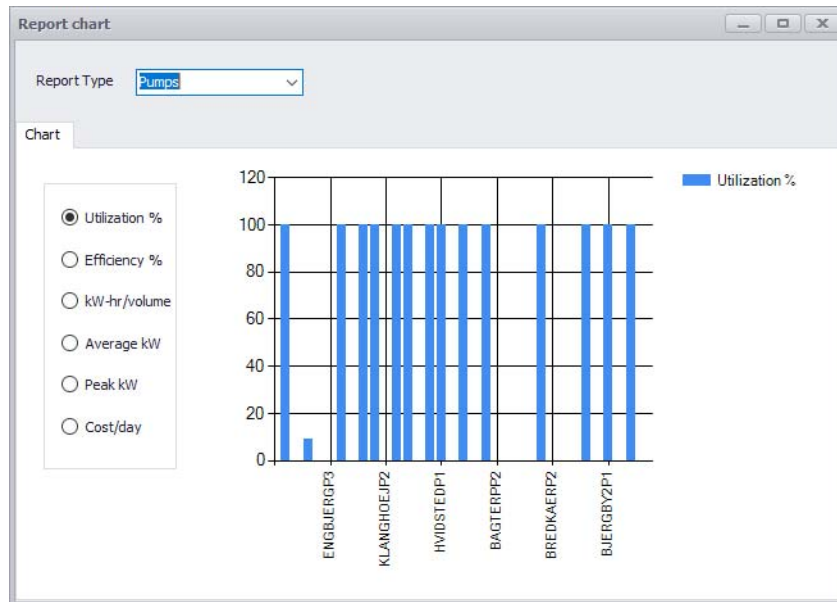 Report chart
Report Type Pumps
Chart
Utilization %
Efficiency %
kW-hr/volume
Average kW
Peak kW
Cost/day
120
100
80
60
40
20
0
ENGBJERGP3
KLANGHOEJP2
HVIDSTEDP1
BAGTERPP2
BREDKAERP2
BJERGBY2P1
Utilization %